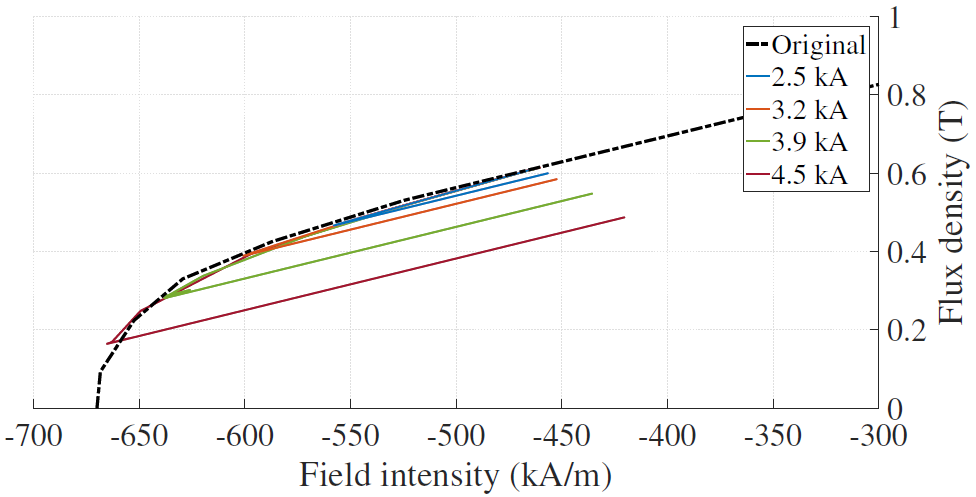 1
Original
2.5 kA
3.2 kA
3.9 kA
4.5 kA
0.8
0.6
0.4
0.2
0
Flux density (T)
-700 -650 -600 -550 -500 -450 -400 -350 -300
Field intensity (kA/m)